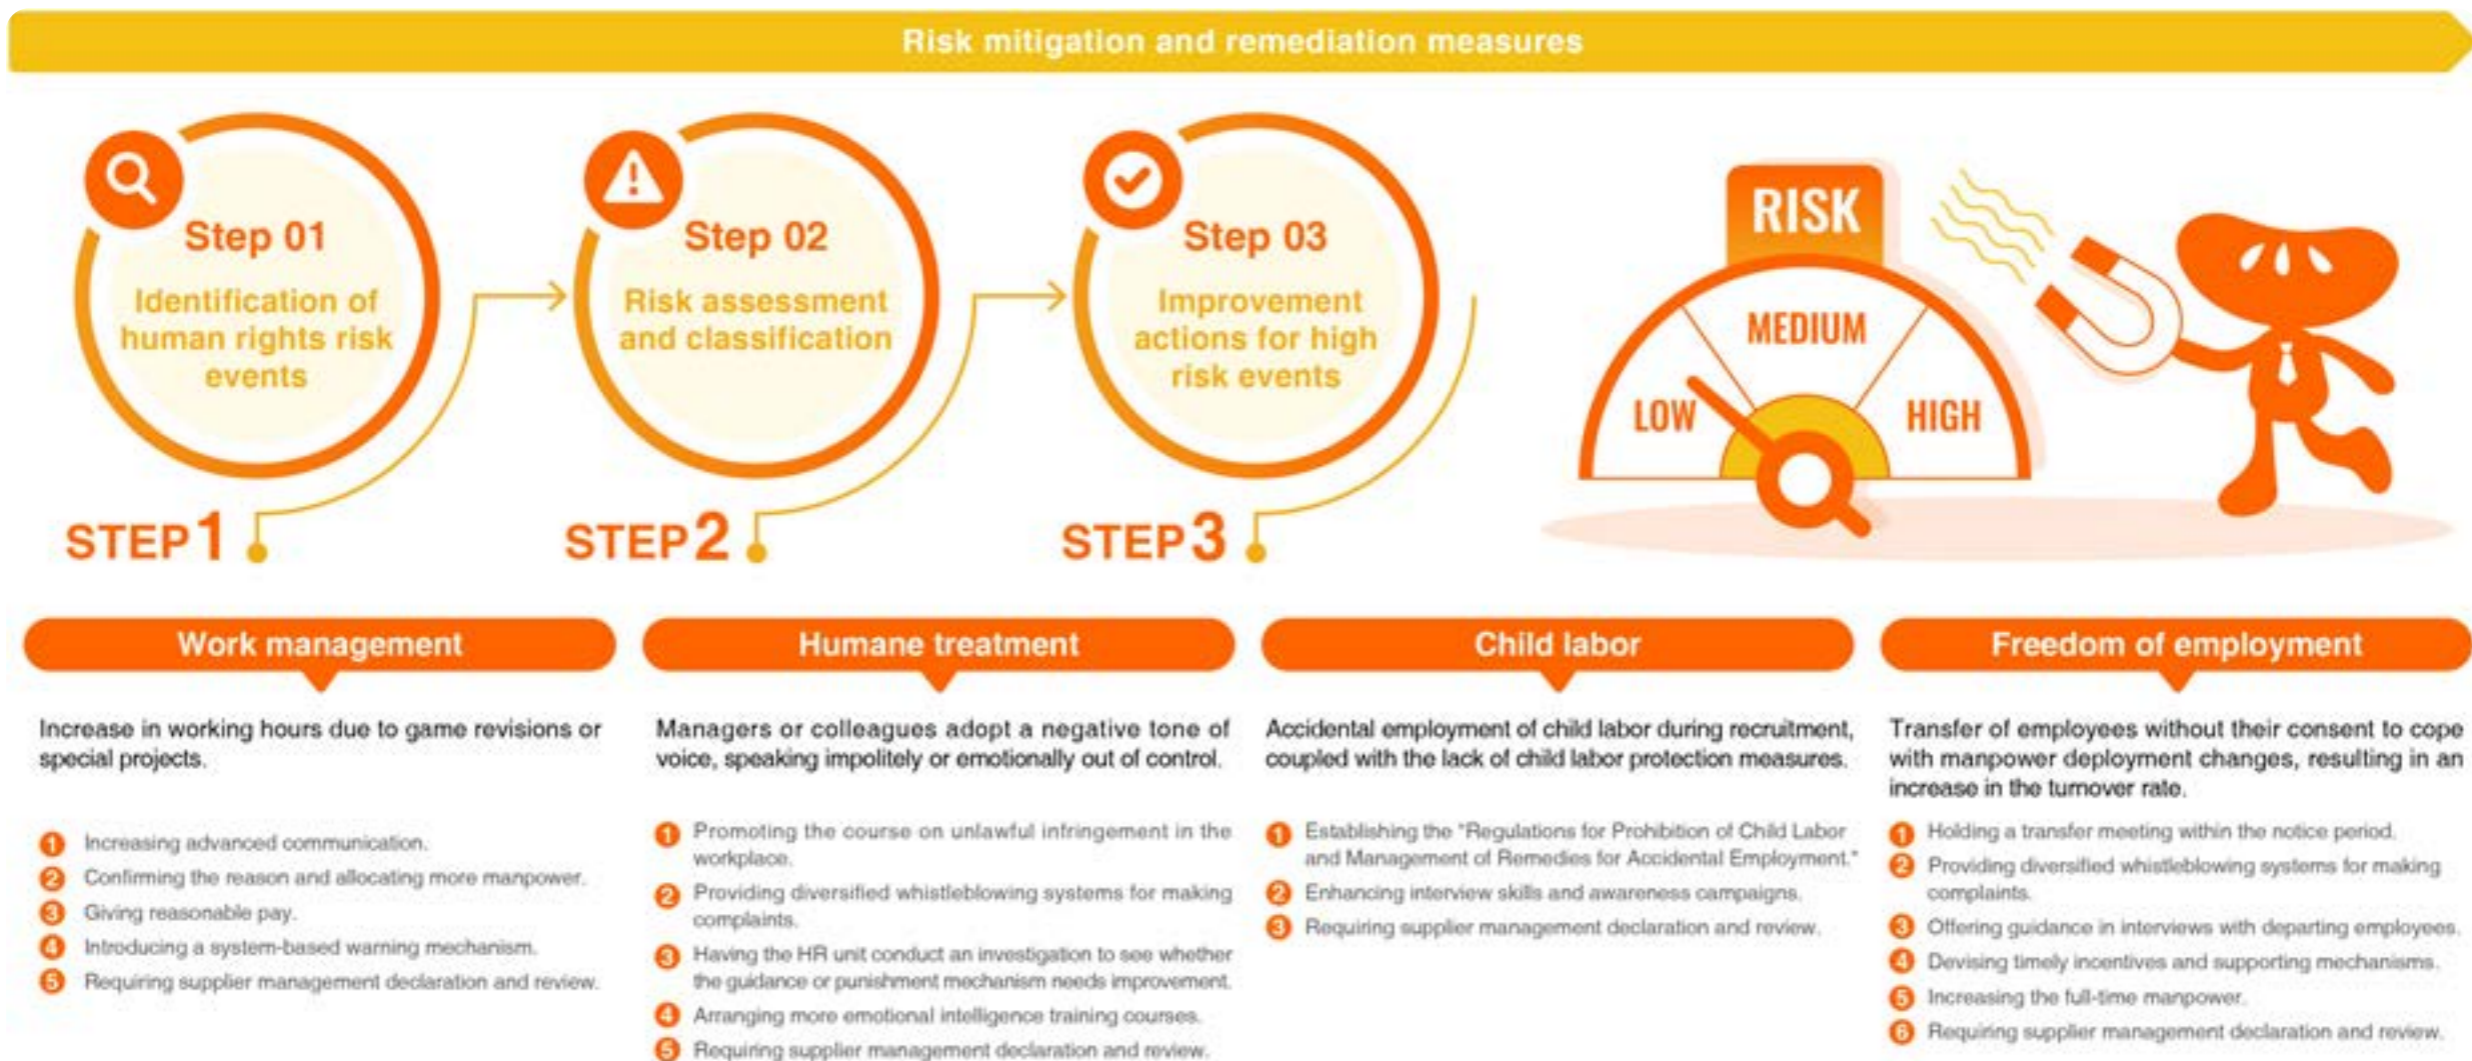 Risk mitigation and remediation measures
Step 01
Identification of
human rights risk
events
STEP 1
Step 02
Risk assessment
and classification
STEP 2
Step 03
Improvement
actions for high
risk events
STEP 3
RISK
LOW
MEDIUM
HIGH
Work management
Increase in working hours due to game revisions or
special projects.
1 Increasing advanced communication.
2 Confirming the reason and allocating more manpower.
3 Giving reasonable pay.
4 Introducing a system-based warning mechanism.
5 Requiring supplier management declaration and review.
Humane treatment
Managers or colleagues adopt a negative tone of
voice, speaking impolitely or emotionally out of control.
1 Promoting the course on unlawful infringement in the
workplace.
2 Providing diversified whistleblowing systems for making
complaints.
3 Having the HR unit conduct an investigation to see whether
the guidance or punishment mechanism needs improvement.
4 Arranging more emotional intelligence training courses.
5 Requiring supplier management declaration and review.
Child labor
Accidental employment of child labor during recruitment,
coupled with the lack of child labor protection measures.
1 Establishing the "Regulations for Prohibition of Child Labor
and Management of Remedies for Accidental Employment."
2 Enhancing interview skills and awareness campaigns.
3 Requiring supplier management declaration and review.
Freedom of employment
Transfer of employees without their consent to cope
with manpower deployment changes, resulting in an
increase in the turnover rate.
1 Holding a transfer meeting within the notice period.
2 Providing diversified whistleblowing systems for making
complaints.
3 Offering guidance in interviews with departing employees.
4 Devising timely incentives and supporting mechanisms.
5 Increasing the full-time manpower.
6 Requiring supplier management declaration and review.